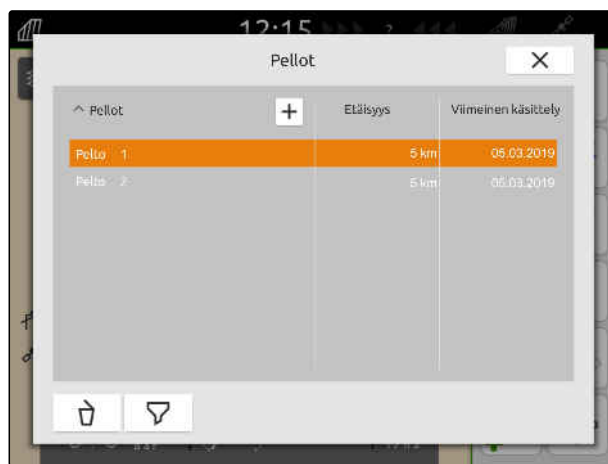 12:15
Pellot
^ Pellot + Etäisyys Viimeinen käsittely
Pelto 1 5 km 05.03.2019
Pelto 2 5 km 05.03.2019